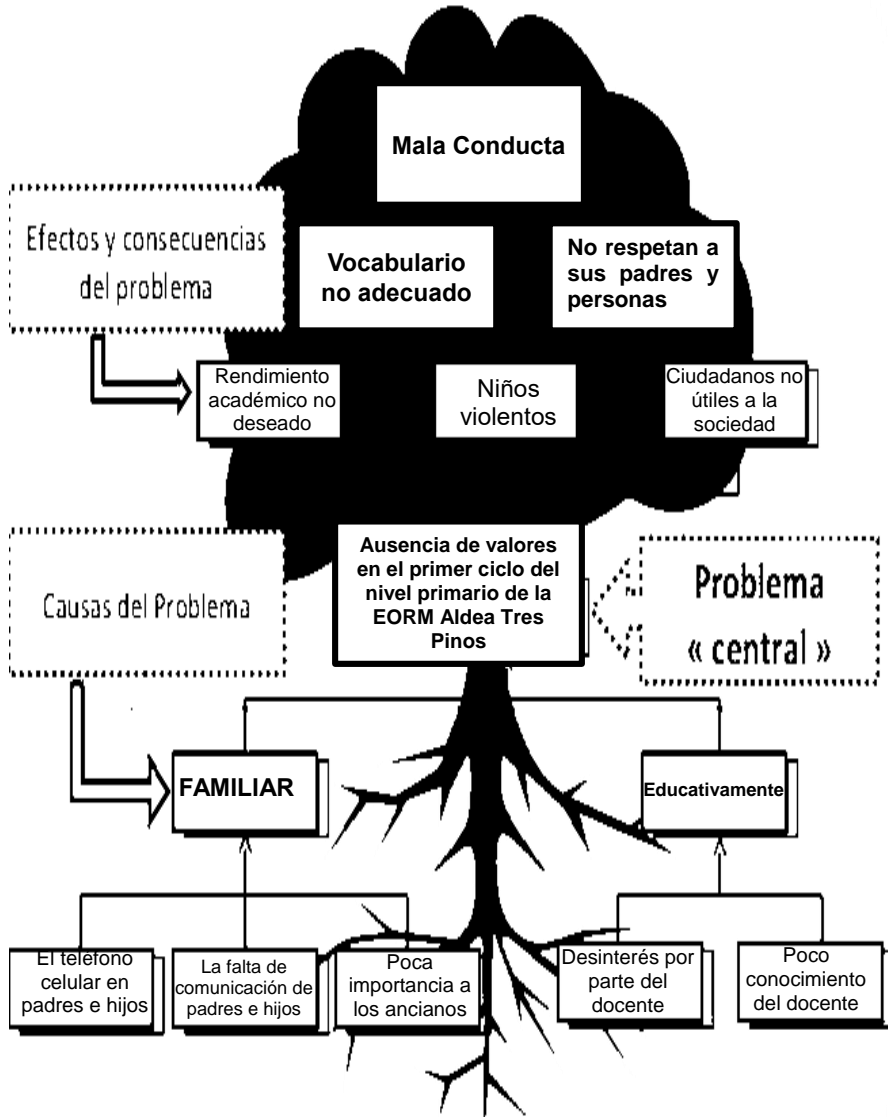 Mala Conducta
Efectos y consecuencias
del problema
Vocabulario
no adecuado
No respetan a
sus padres y
personas
Rendimiento
académico no
deseado
Niños
violentos
Ciudadanos no
útiles a la
sociedad
Ausencia de valores
en el primer ciclo del
nivel primario de la
EORM Aldea Tres
Pinos
Problema
« central »
Causas del Problema
FAMILIAR
Educativamente
El teléfono
celular en
padres e hijos
La falta de
comunicación de
padres e hijos
Poca
importancia a
los ancianos
Desinterés por
parte del
docente
Poco
conocimiento
del docente